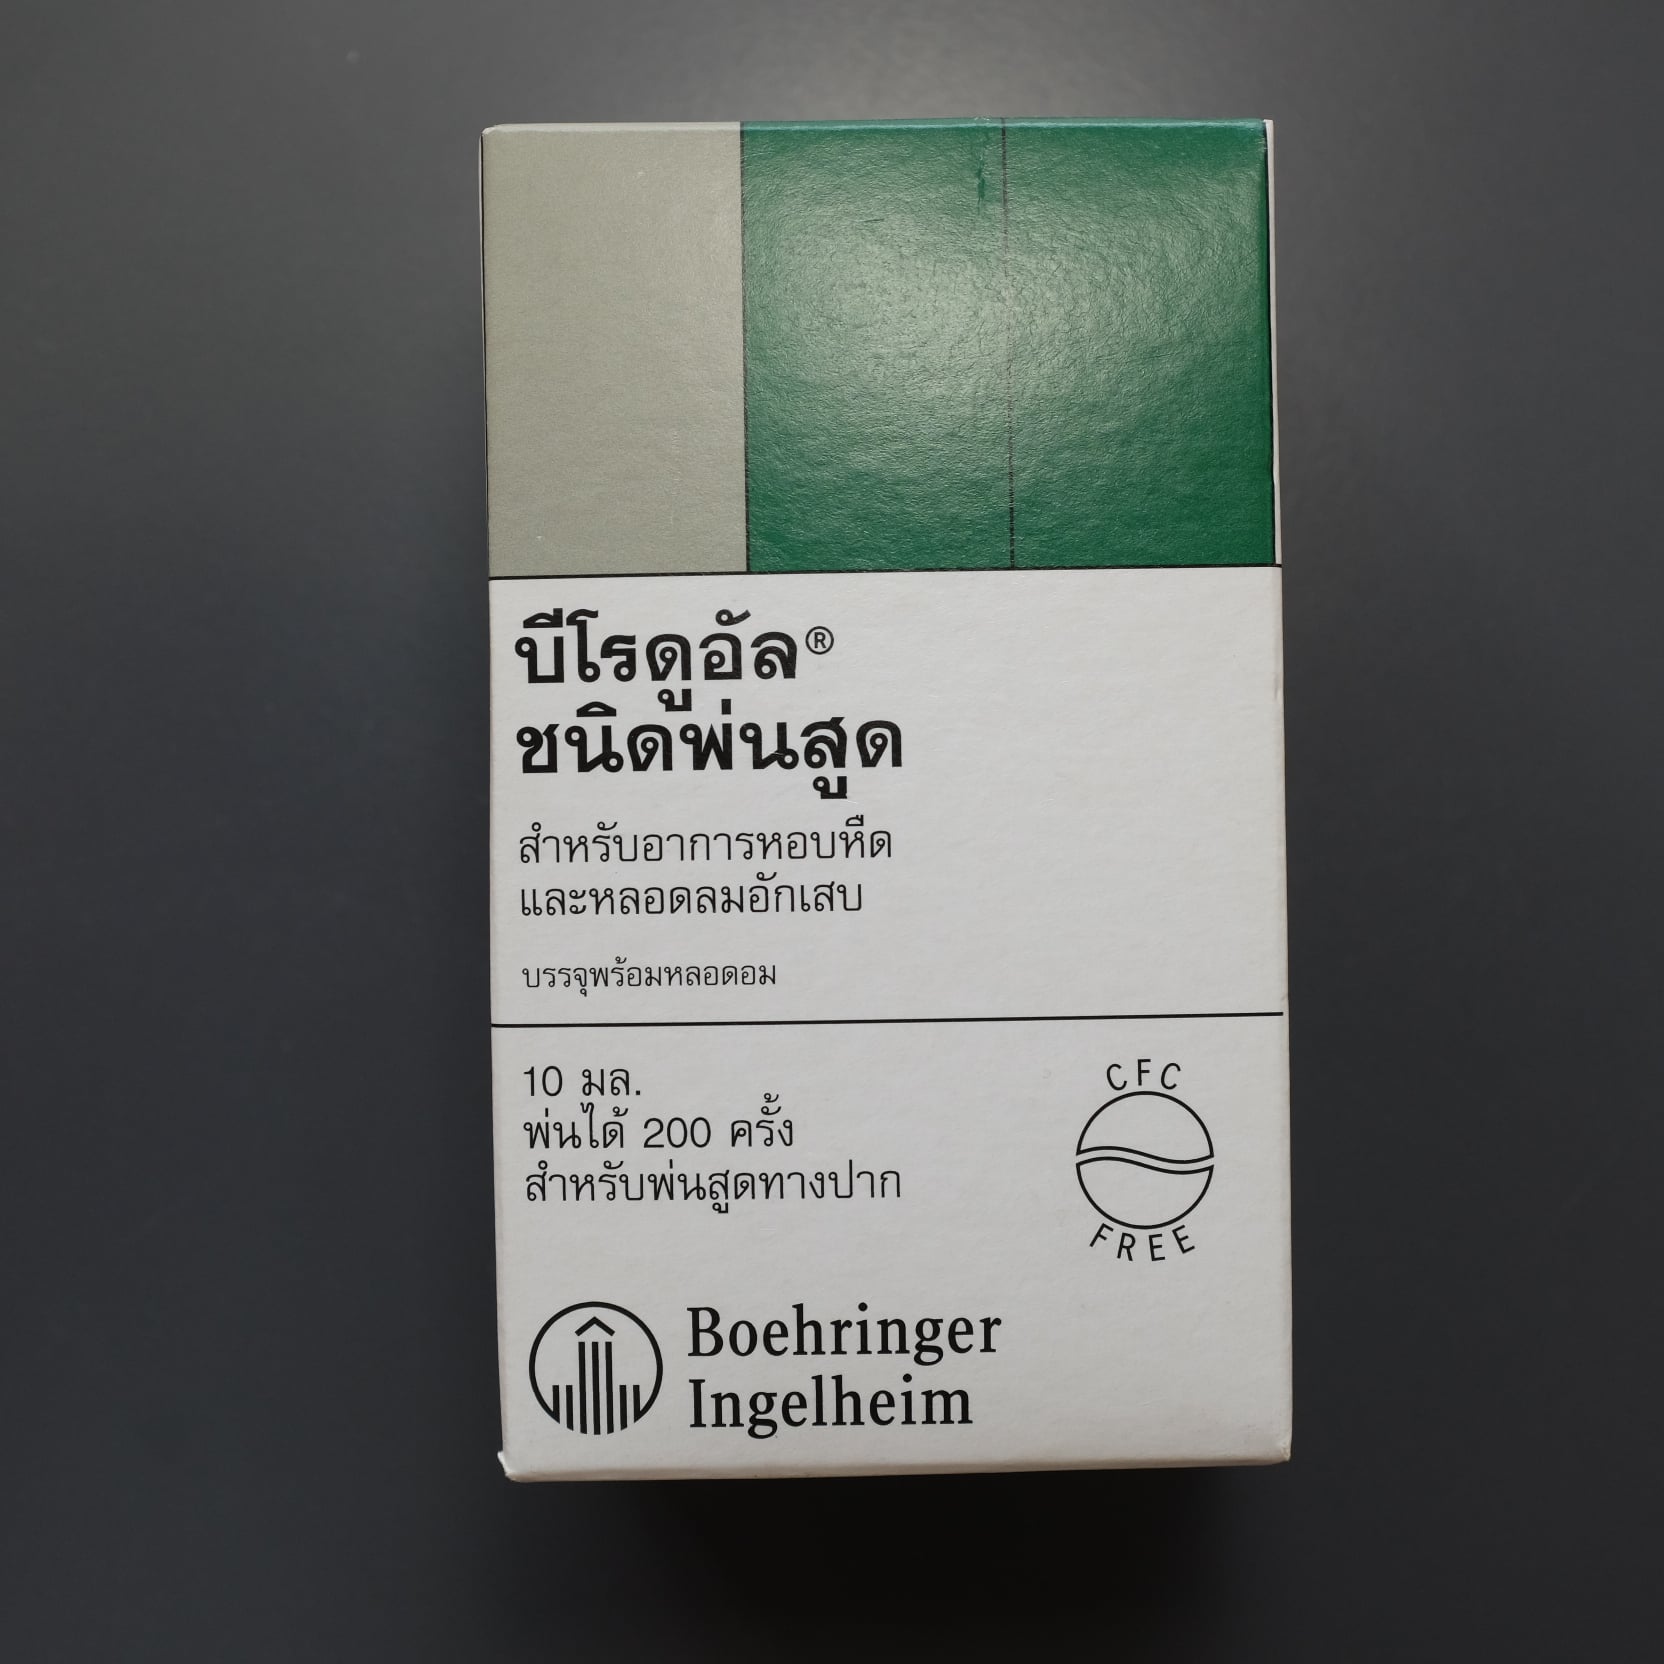 บีโรดูอัล®
ชนิดพ่นสูด
สำหรับอาการหอบหืด
และหลอดลมอักเสบ
บรรจุพร้อมหลอดอม
10 มล.
พ่นได้ 200 ครั้ง
สำหรับพ่นสูดทางปาก
CFC
FREE
Boehringer
Ingelheim